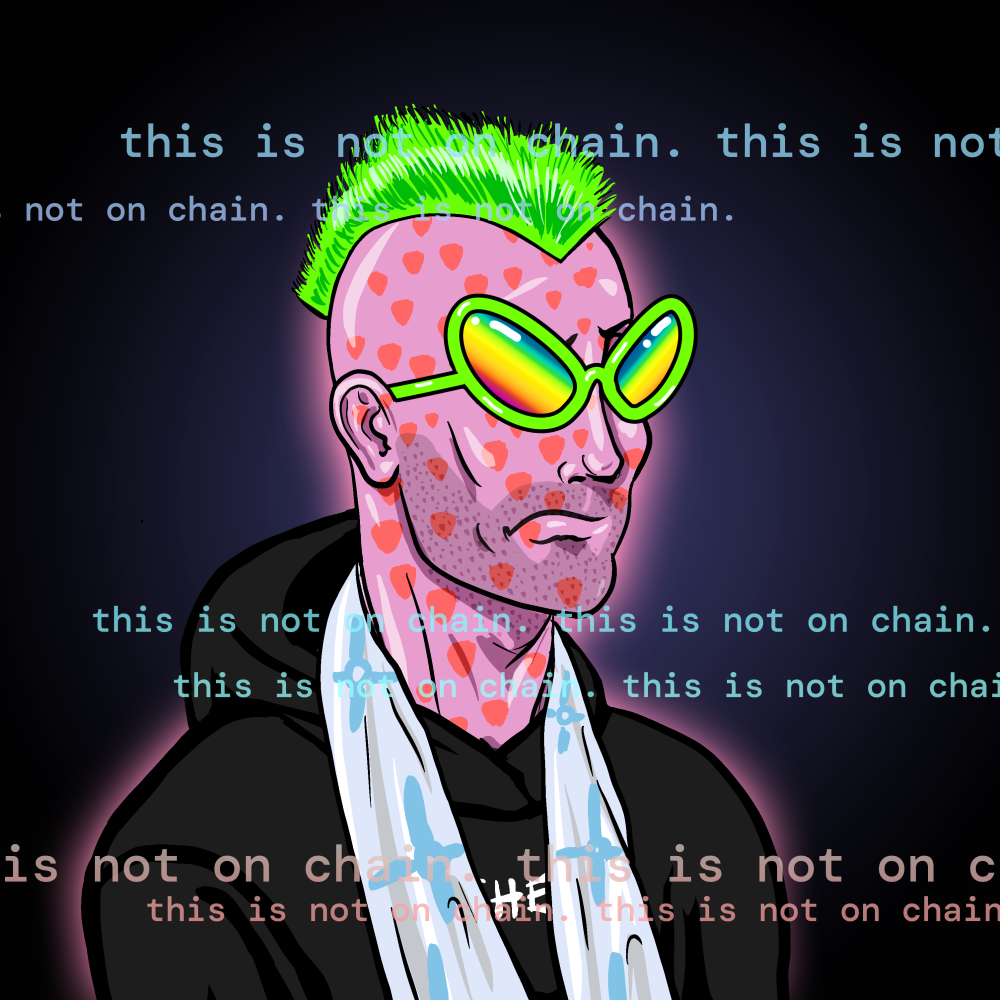 this is not on chain. this is not
not on chain. this is not on chain.
this is not on chain. this is not on chain.
this is not on chain. this is not on chai
is not on chain. this is not on c
HE
this is not on chain. this is not on chain